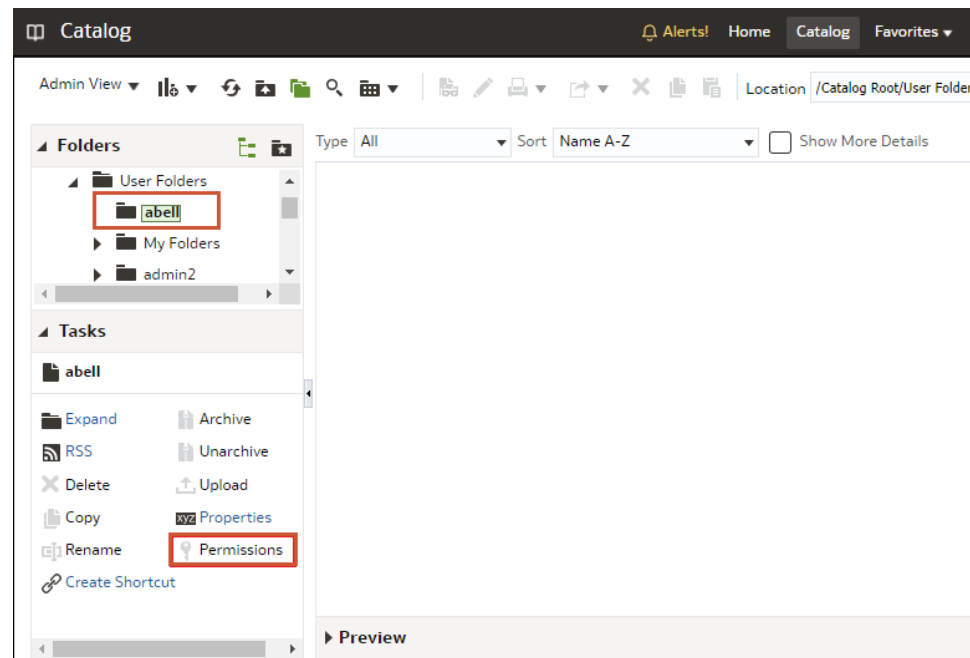 Catalog
Alerts! Home Catalog Favorites
Admin View
Location /Catalog Root/User Folder
Folders
Type All Sort Name A-Z Show More Details
User Folders
abell
My Folders
admin2
Tasks
abell
Expand Archive
RSS Unarchive
Delete Upload
Copy xyz Properties
Rename Permissions
Create Shortcut
Preview